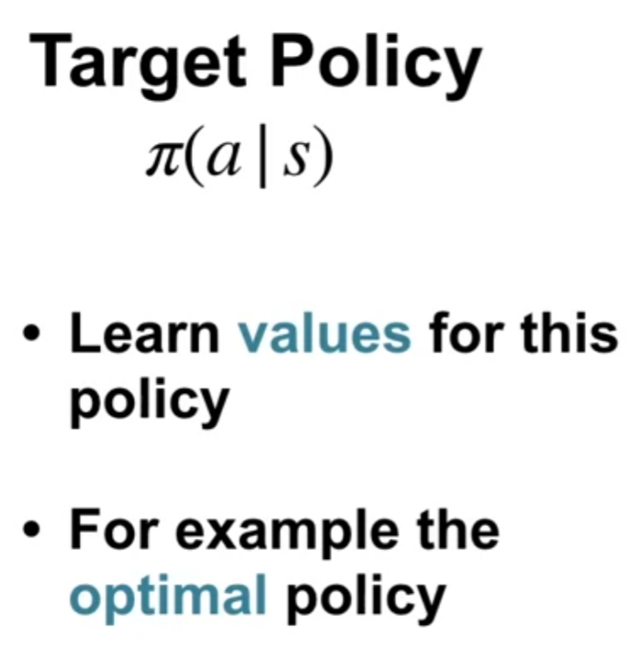 Target Policy
π(a|s)
• Learn values for this
policy
• For example the
optimal policy